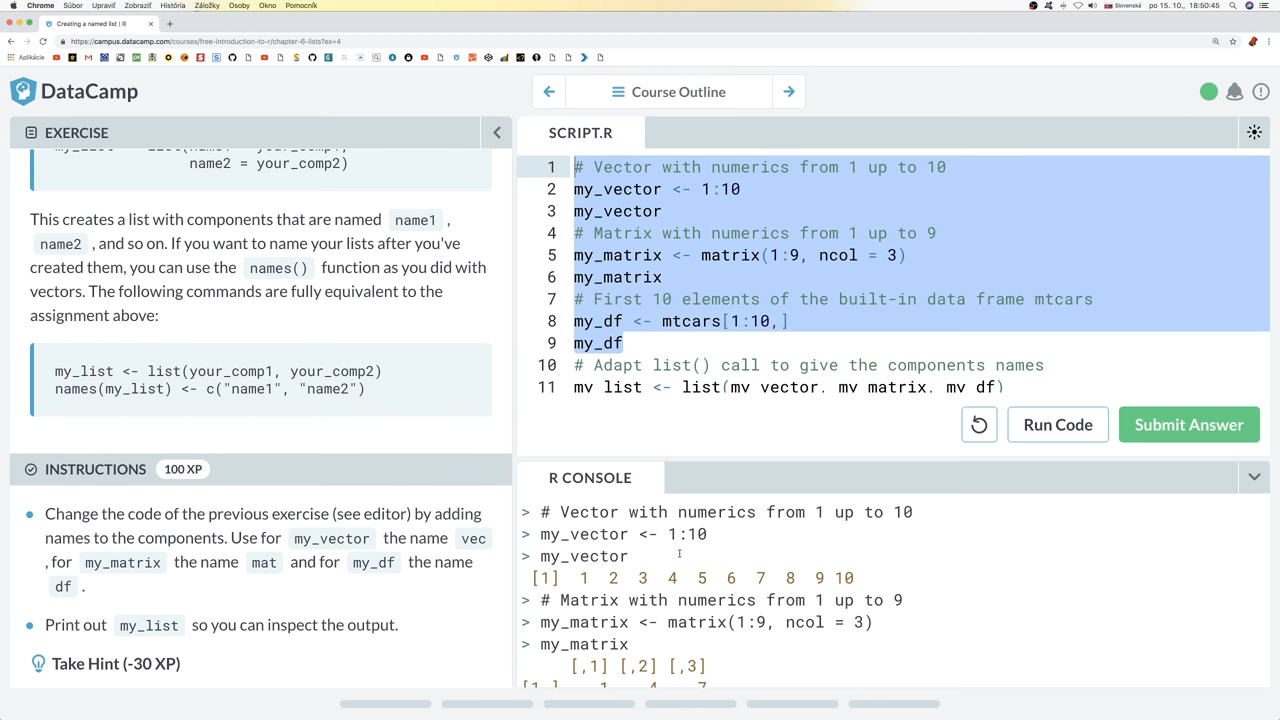 Chrome Súbor Upraviť Zobraziť História Záložky Osoby Okno Pomocník
Slovenská po 15. 10., 18:50:45
Creating a named list | R
https://campus.datacamp.com/courses/free-introduction-to-r/chapter-6-lists?ex=4
Aplikácie
DataCamp
Course Outline
EXERCISE
name2 = your_comp2)
This creates a list with components that are named name1 ,
name2 , and so on. If you want to name your lists after you've
created them, you can use the names() function as you did with
vectors. The following commands are fully equivalent to the
assignment above:
my_list <- list(your_comp1, your_comp2)
names(my_list) <- c("name1", "name2")
INSTRUCTIONS 100 XP
Change the code of the previous exercise (see editor) by adding
names to the components. Use for my_vector the name vec
, for my_matrix the name mat and for my_df the name
df .
Print out my_list so you can inspect the output.
Take Hint (-30 XP)
SCRIPT.R
1 # Vector with numerics from 1 up to 10
2 my_vector <- 1:10
3 my_vector
4 # Matrix with numerics from 1 up to 9
5 my_matrix <- matrix(1:9, ncol = 3)
6 my_matrix
7 # First 10 elements of the built-in data frame mtcars
8 my_df <- mtcars[1:10,]
9 my_df
10 # Adapt list() call to give the components names
11 my_list <- list(my_vector, my_matrix, my_df)
Run Code
Submit Answer
R CONSOLE
> # Vector with numerics from 1 up to 10
> my_vector <- 1:10
> my_vector
[1] 1 2 3 4 5 6 7 8 9 10
> # Matrix with numerics from 1 up to 9
> my_matrix <- matrix(1:9, ncol = 3)
> my_matrix
[,1] [,2] [,3]
[1,] 1 4 7